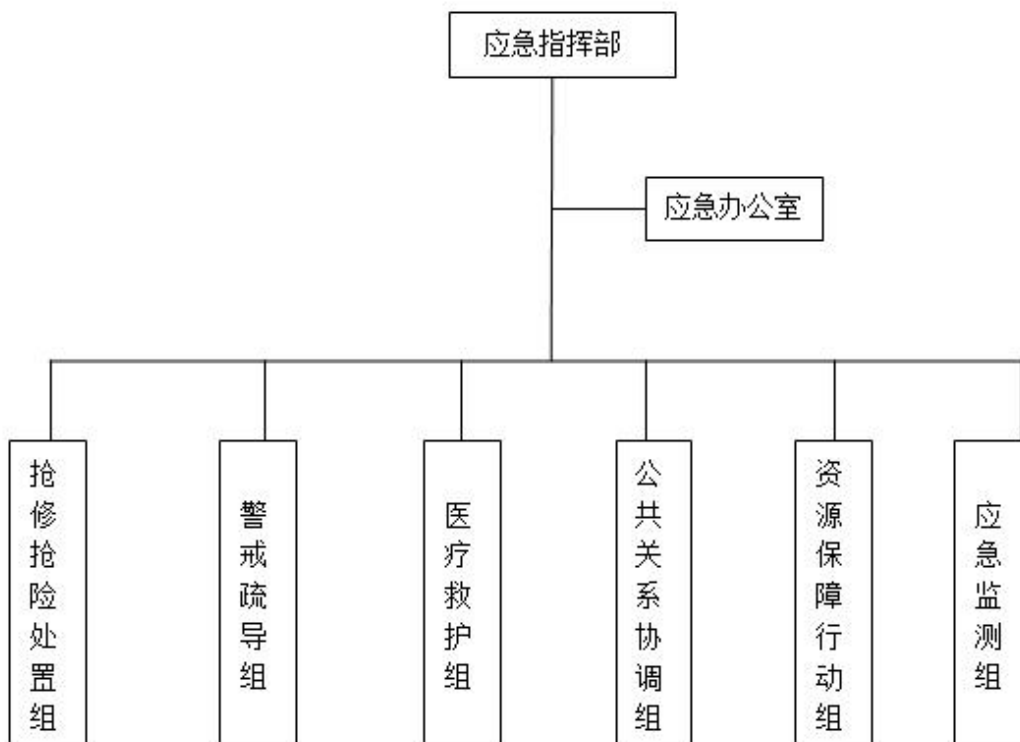 应急指挥部
应急办公室
抢修抢险处置组
警戒疏导组
医疗救护组
公共关系协调组
资源保障行动组
应急监测组